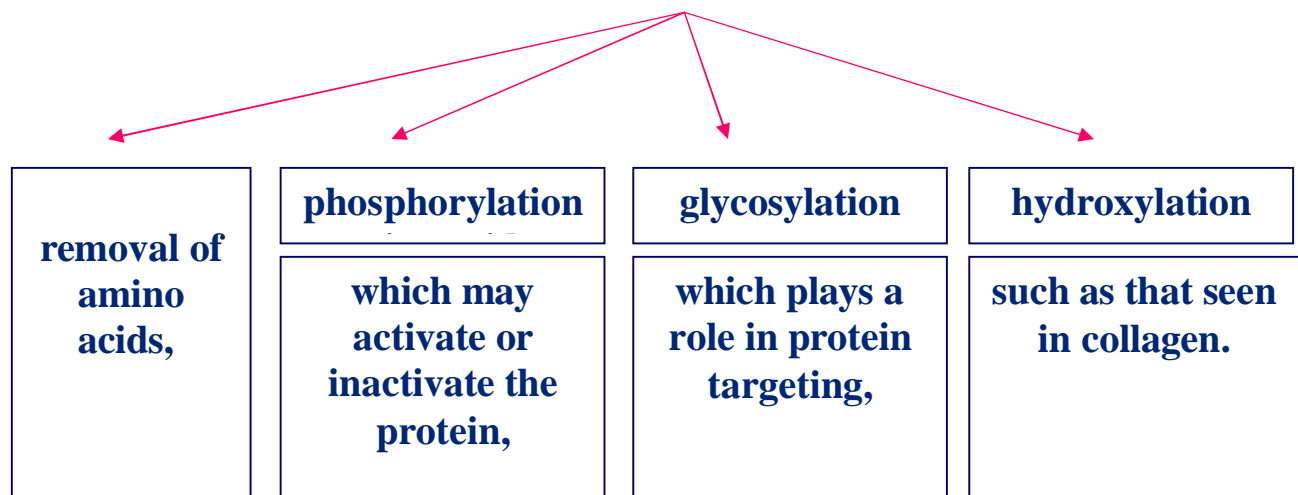 removal of
amino
acids,
phosphorylation
which may
activate or
inactivate the
protein,
glycosylation
which plays a
role in protein
targeting,
hydroxylation
such as that seen
in collagen.